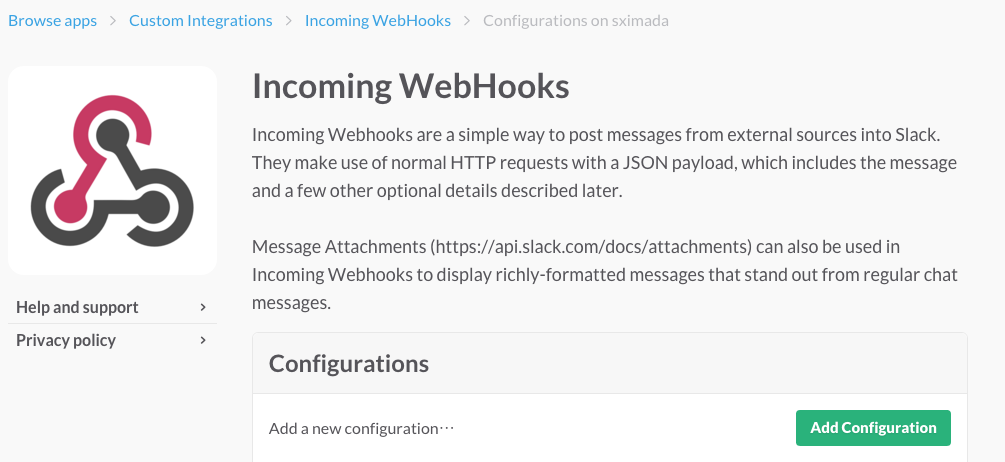 Browse apps > Custom Integrations > Incoming WebHooks > Configurations on sximada
Incoming WebHooks
Incoming Webhooks are a simple way to post messages from external sources into Slack.
They make use of normal HTTP requests with a JSON payload, which includes the message
and a few other optional details described later.
Message Attachments (https://api.slack.com/docs/attachments) can also be used in
Incoming Webhooks to display richly-formatted messages that stand out from regular chat
messages.
Help and support >
Privacy policy >
Configurations
Add a new configuration⋯
Add Configuration